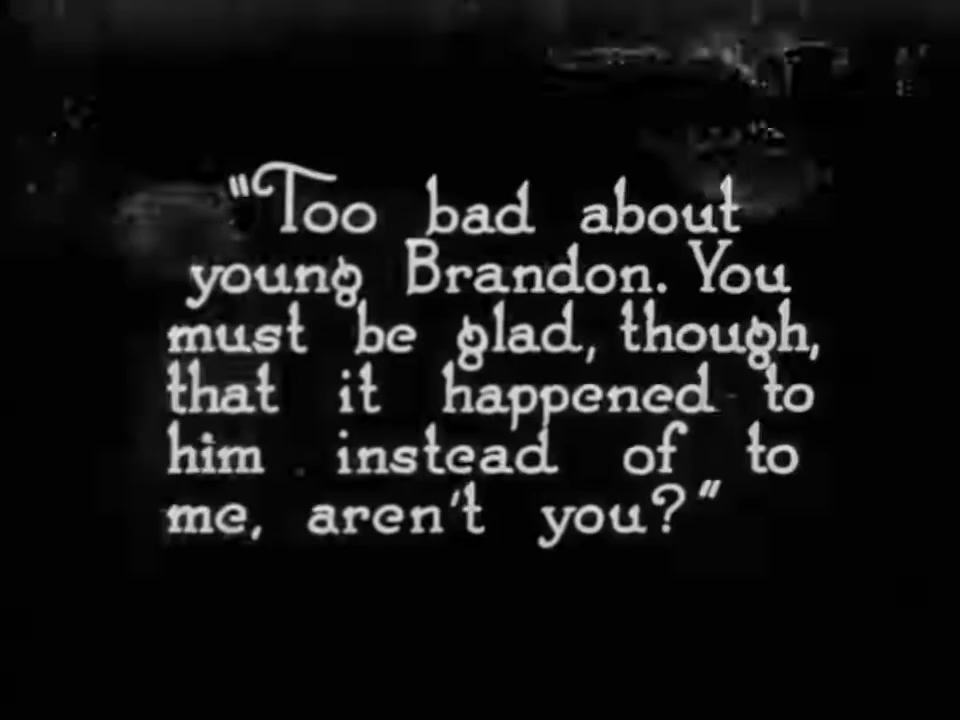 "Too bad about
young Brandon. You
must be glad, though,
that it happened to
him instead of to
me, aren't you?"